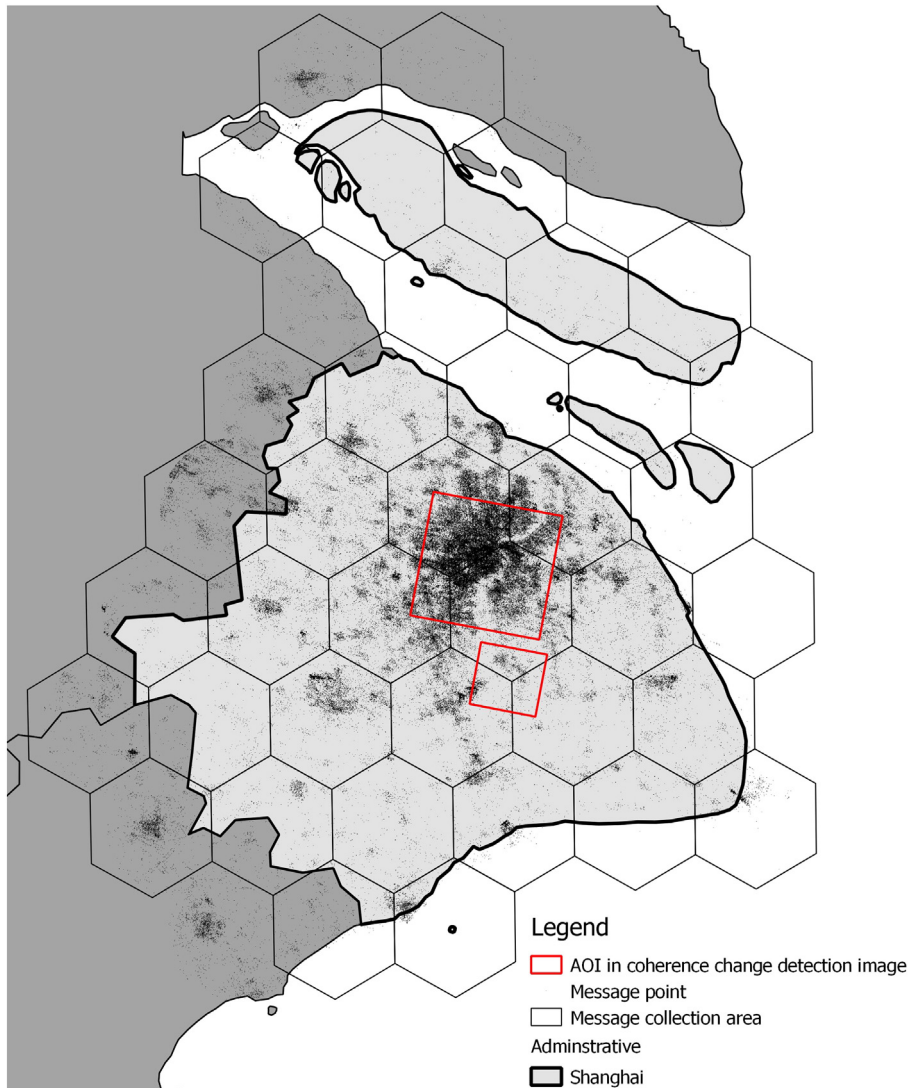 Legend
AOI in coherence change detection image
Message point
Message collection area
Adminstrative
Shanghai